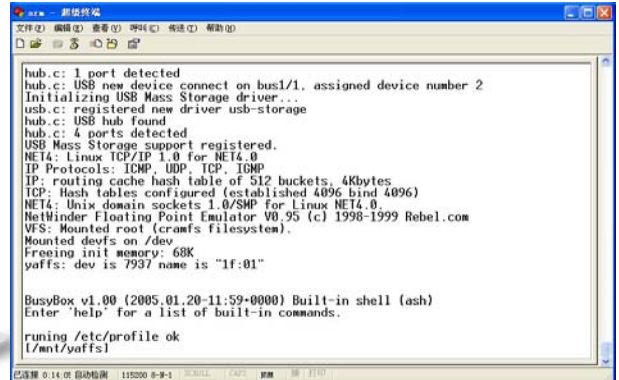 arm - 超级终端
文件(F) 编辑(E) 查看(V) 呼叫(C) 传送(T) 帮助(H)
hub.c: 1 port detected
hub.c: USB new device connect on bus1/1, assigned device number 2
Initializing USB Mass Storage driver...
usb.c: registered new driver usb-storage
hub.c: USB hub found
hub.c: 4 ports detected
USB Mass Storage support registered.
NET4: Linux TCP/IP 1.0 for NET4.0
IP Protocols: ICMP, UDP, TCP, IGMP
IP: routing cache hash table of 512 buckets, 4Kbytes
TCP: Hash tables configured (established 4096 bind 4096)
NET4: Unix domain sockets 1.0/SMP for Linux NET4.0.
NetWinder Floating Point Emulator V0.95 (c) 1998-1999 Rebel.com
VFS: Mounted root (cramfs filesystem).
Mounted devfs on /dev
Freeing init memory: 68K
yaffs: dev is 7937 name is "1f:01"
BusyBox v1.00 (2005.01.20-11:59+0000) Built-in shell (ash)
Enter 'help' for a list of built-in commands.
runing /etc/profile ok
[/mnt/yaffs]
已连接 0:14:05 自动检测 115200 8-N-1 SCROLL CAPS NUM 捕 打印